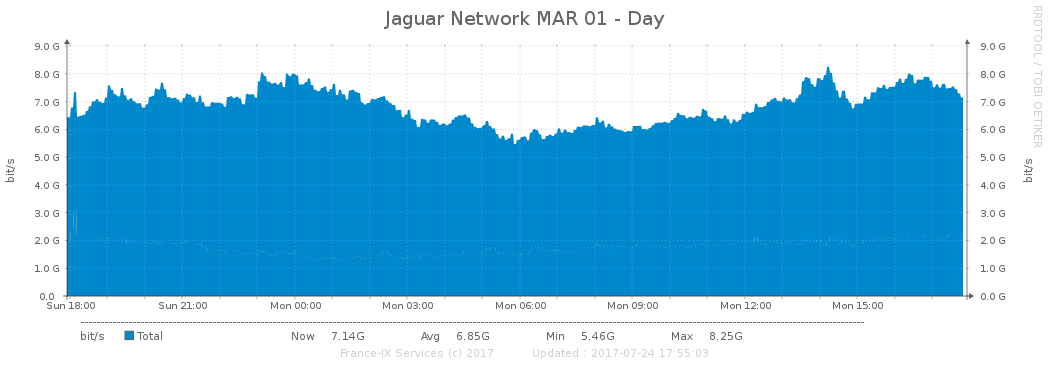 Jaguar Network MAR 01 - Day
RRDTOOL / TOBI OETIKER
bit/s
9.0 G 9.0 G
8.0 G 8.0 G
7.0 G 7.0 G
6.0 G 6.0 G
5.0 G 5.0 G
4.0 G 4.0 G
3.0 G 3.0 G
2.0 G 2.0 G
1.0 G 1.0 G
0.0 0.0 G
bit/s
Sun 18:00 Sun 21:00 Mon 00:00 Mon 03:00 Mon 06:00 Mon 09:00 Mon 12:00 Mon 15:00
bit/s Total Now 7.14G Avg 6.85G Min 5.46G Max 8.25G
France-IX Services (c) 2017 Updated : 2017-07-24 17:55:03